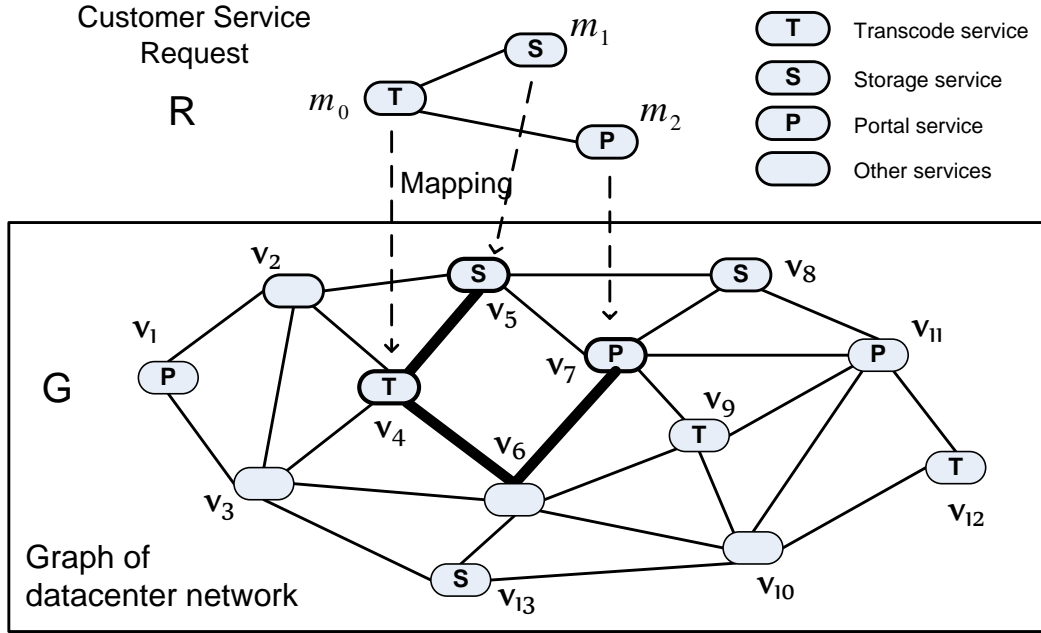 Customer Service
Request
R
m0
T
S
m1
P
m2
T Transcode service
S Storage service
P Portal service
Other services
Mapping
G
v1
P
v2
v3
T
v4
S
v5
v6
P
v7
S
v8
T
v9
v10
P
v11
T
v12
S
v13
Graph of
datacenter network